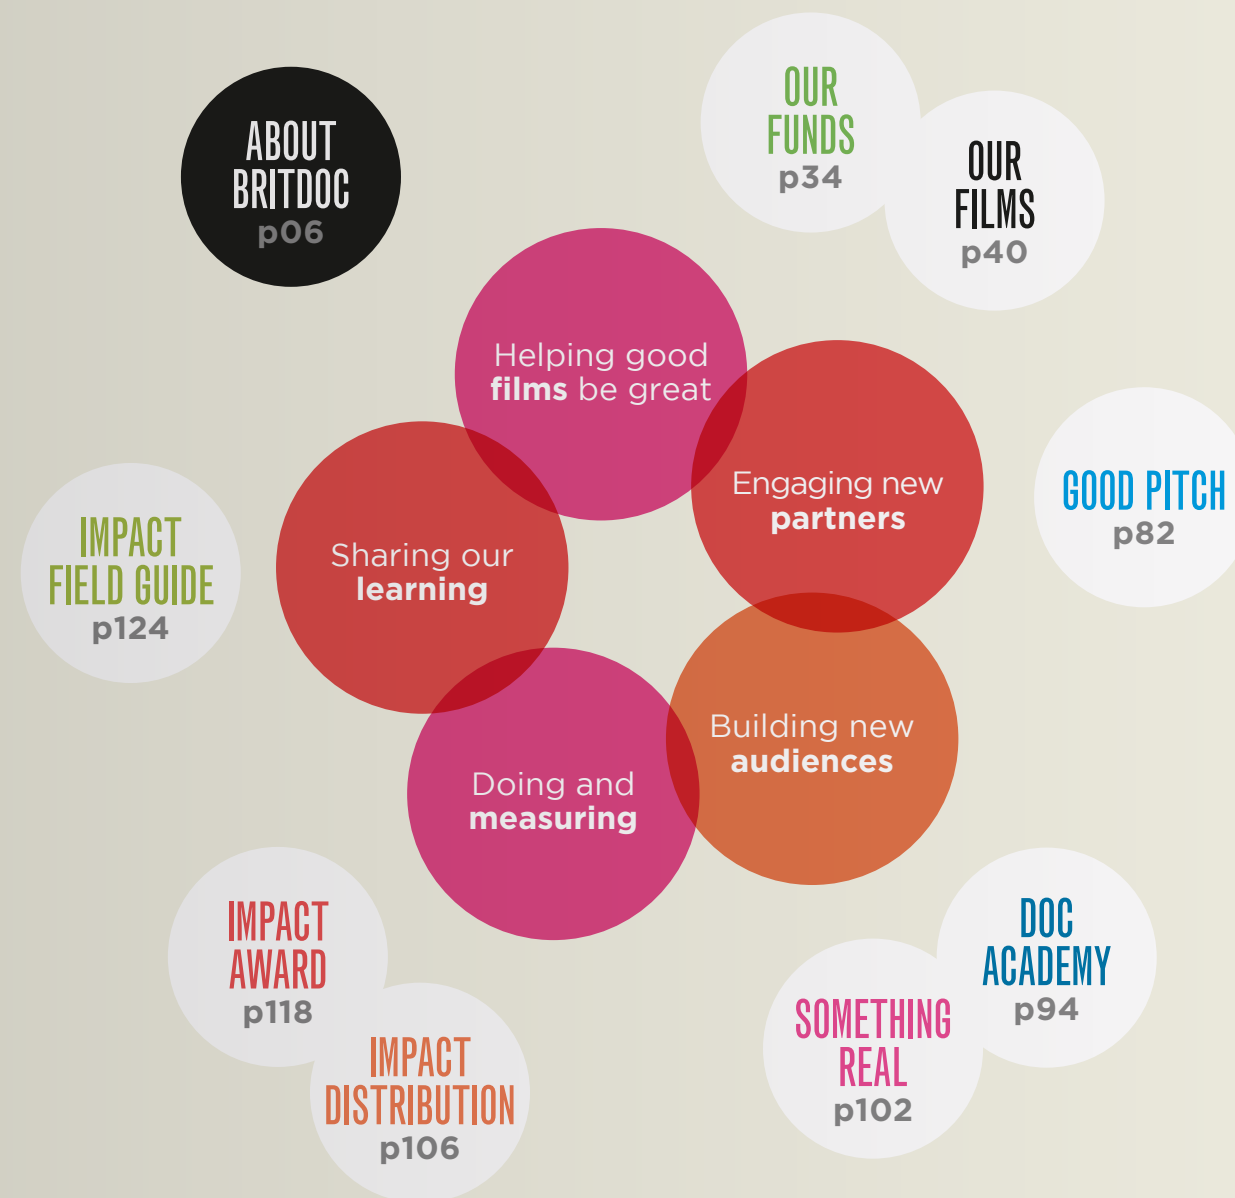 ABOUT
BRITDOC
p06
OUR
FUNDS
p34
OUR
FILMS
p40
Helping good
films be great
Engaging new
partners
GOOD PITCH
p82
Sharing our
learning
IMPACT
FIELD GUIDE
p124
Building new
audiences
Doing and
measuring
IMPACT
AWARD
p118
IMPACT
DISTRIBUTION
p106
DOC
ACADEMY
p94
SOMETHING
REAL
p102